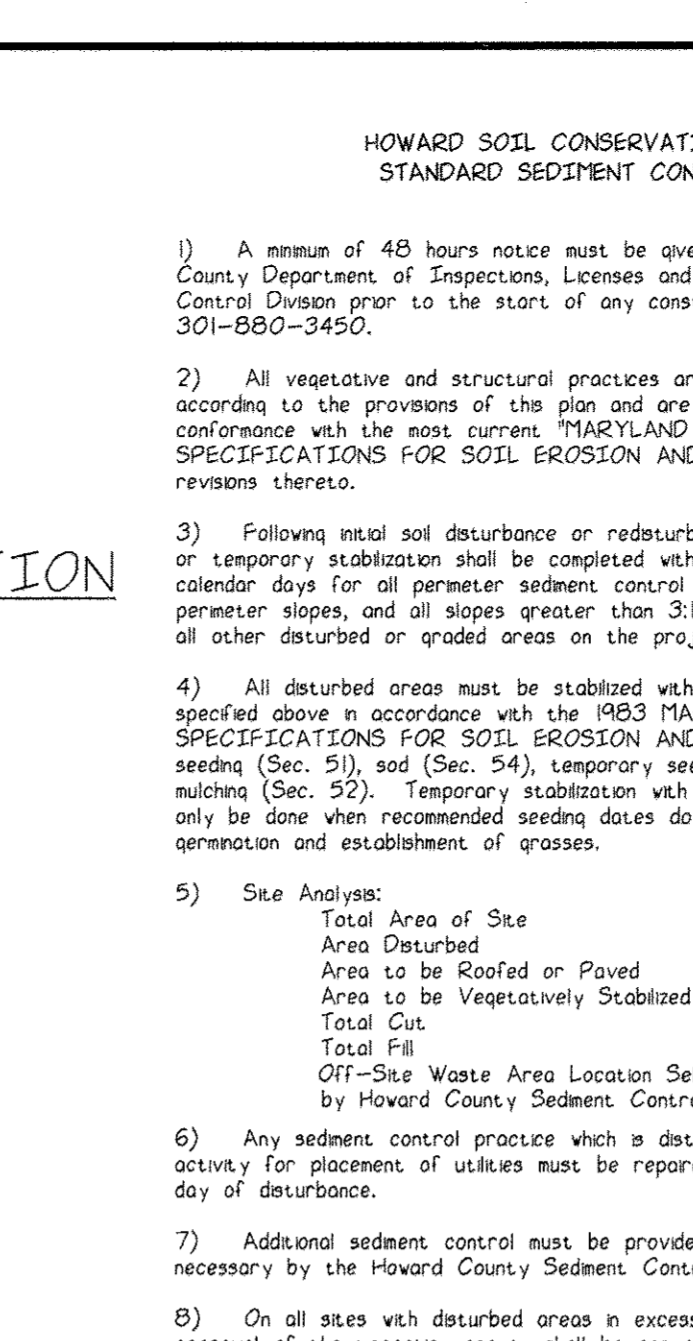 HOWARD SOIL CONSERVATI
STANDARD SEDIMENT CON
1) A minimum of 48 hours notice must be give
County Department of Inspections, Licenses and
Control Division prior to the start of any cons
301-880-3450.
2) All vegetative and structural practices ar
according to the provisions of this plan and are
conformance with the most current "MARYLAND
SPECIFICATIONS FOR SOIL EROSION AND
revisions thereto.
3) Following initial soil disturbance or redisturb
TION
or temporary stabilization shall be completed with
calendar days for all perimeter sediment control
perimeter slopes, and all slopes greater than 3:1
all other disturbed or graded areas on the proj
4) All disturbed areas must be stabilized with
specified above in accordance with the 1983 MA
SPECIFICATIONS FOR SOIL EROSION AND
seeding (Sec. 51), sod (Sec. 54), temporary see
mulching (Sec. 52). Temporary stabilization with
only be done when recommended seeding dates do
germination and establishment of grasses.
5) Site Analysis:
Total Area of Site
Area Disturbed
Area to be Roofed or Paved
Area to be Vegetatively Stabilized
Total Cut
Total Fill
Off-Site Waste Area Location Se
by Howard County Sediment Contr
6) Any sediment control practice which is dist
activity for placement of utilities must be repair
day of disturbance.
7) Additional sediment control must be provide
necessary by the Howard County Sediment Cont
8) On all sites with disturbed areas in excess